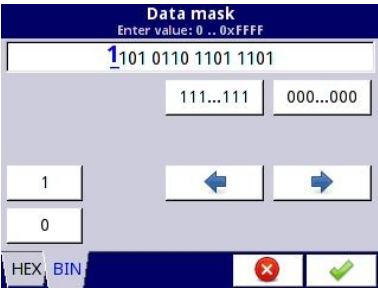 Data mask
Enter value: 0 .. 0xFFFF
1101 0110 1101 1101
111...111 000...000
1
0
HEX BIN